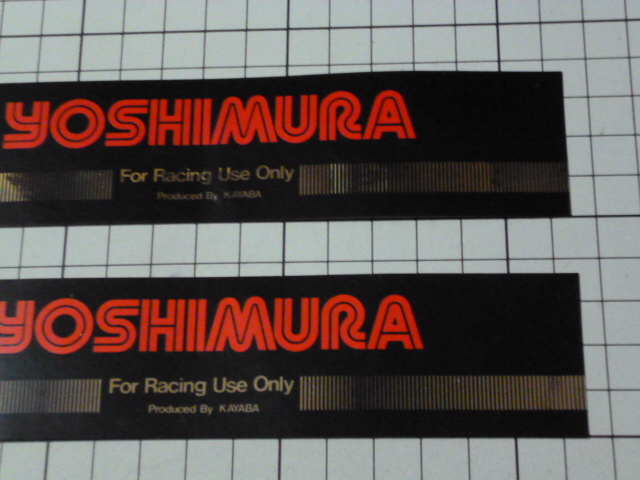 YOSHIMURA
For Racing Use Only
Produced By KAYABA
YOSHIMURA
For Racing Use Only
Produced By KAYABA